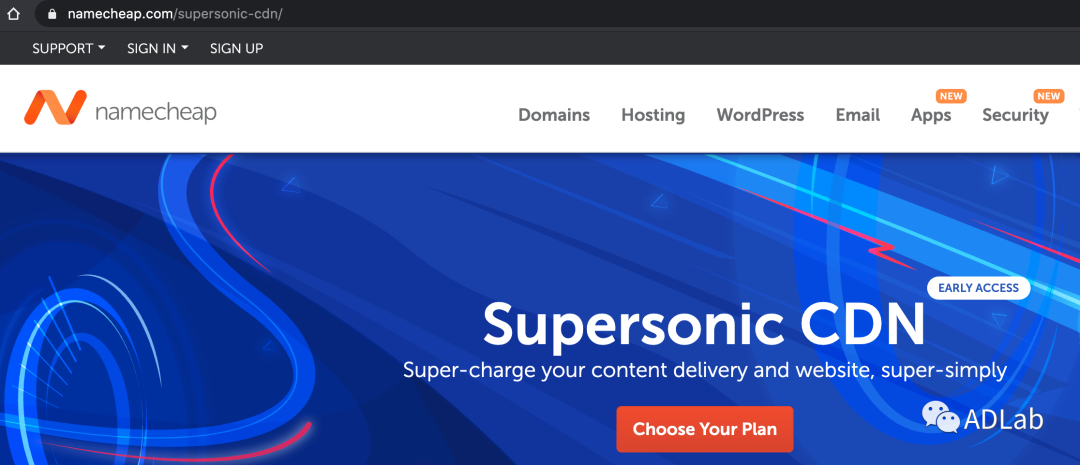 namecheap.com/supersonic-cdn/
SUPPORT SIGN IN SIGN UP
NEW NEW
namecheap Domains Hosting WordPress Email Apps Security
EARLY ACCESS
Supersonic CDN
Super-charge your content delivery and website, super-simply
Choose Your Plan
ADLab